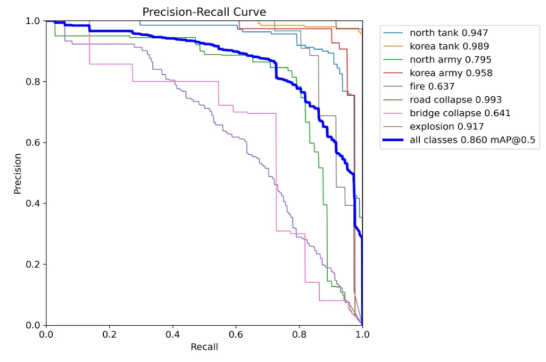 Precision-Recall Curve
1.0
0.8
0.6
0.4
0.2
0.0
0.0 0.2 0.4 0.6 0.8 1.0
Precision
Recall
north tank 0.947
korea tank 0.989
north army 0.795
korea army 0.958
fire 0.637
road collapse 0.993
bridge collapse 0.641
explosion 0.917
all classes 0.860 mAP@0.5